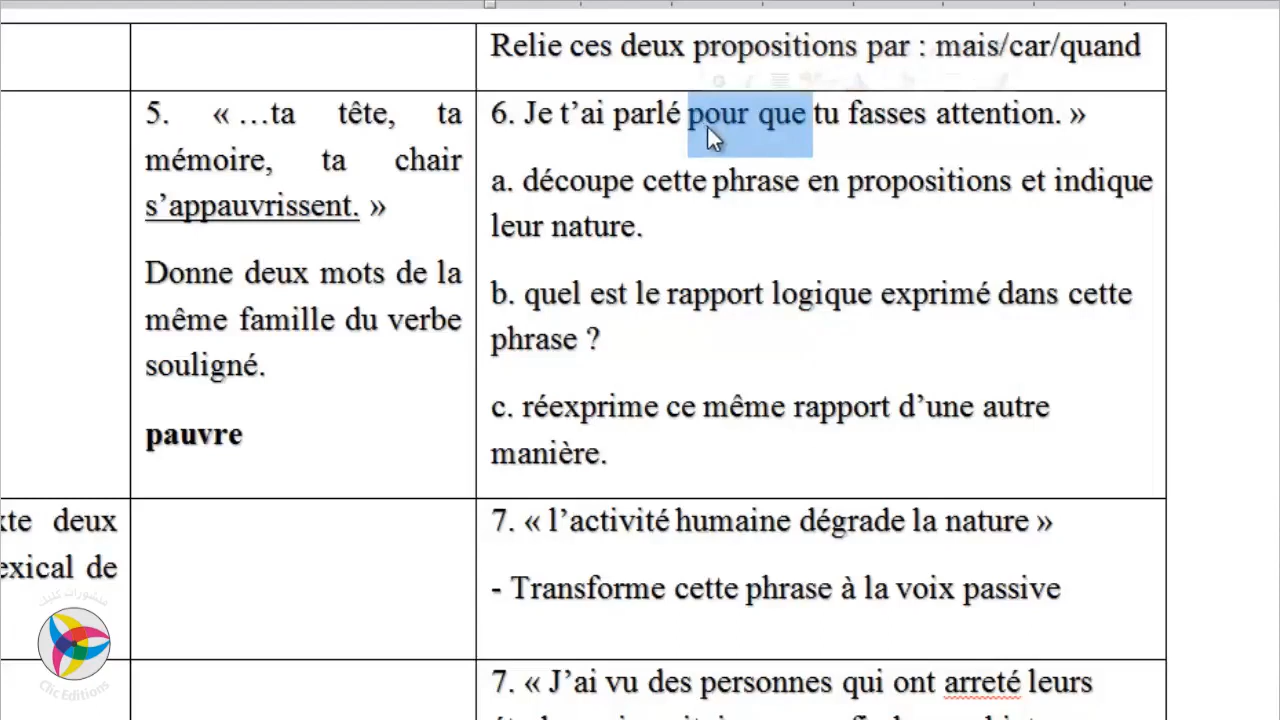 Relie ces deux propositions par : mais/car/quand
5. « …ta tête, ta
mémoire, ta chair
s’appauvrissent. »
Donne deux mots de la
même famille du verbe
souligné.
pauvre
6. Je t’ai parlé pour que tu fasses attention. »
a. découpe cette phrase en propositions et indique
leur nature.
b. quel est le rapport logique exprimé dans cette
phrase ?
c. réexprime ce même rapport d’une autre
manière.
xte deux
exical de
7. « l’activité humaine dégrade la nature »
- Transforme cette phrase à la voix passive
7. « J’ai vu des personnes qui ont arreté leurs
منشورات كليك
Clic Editions